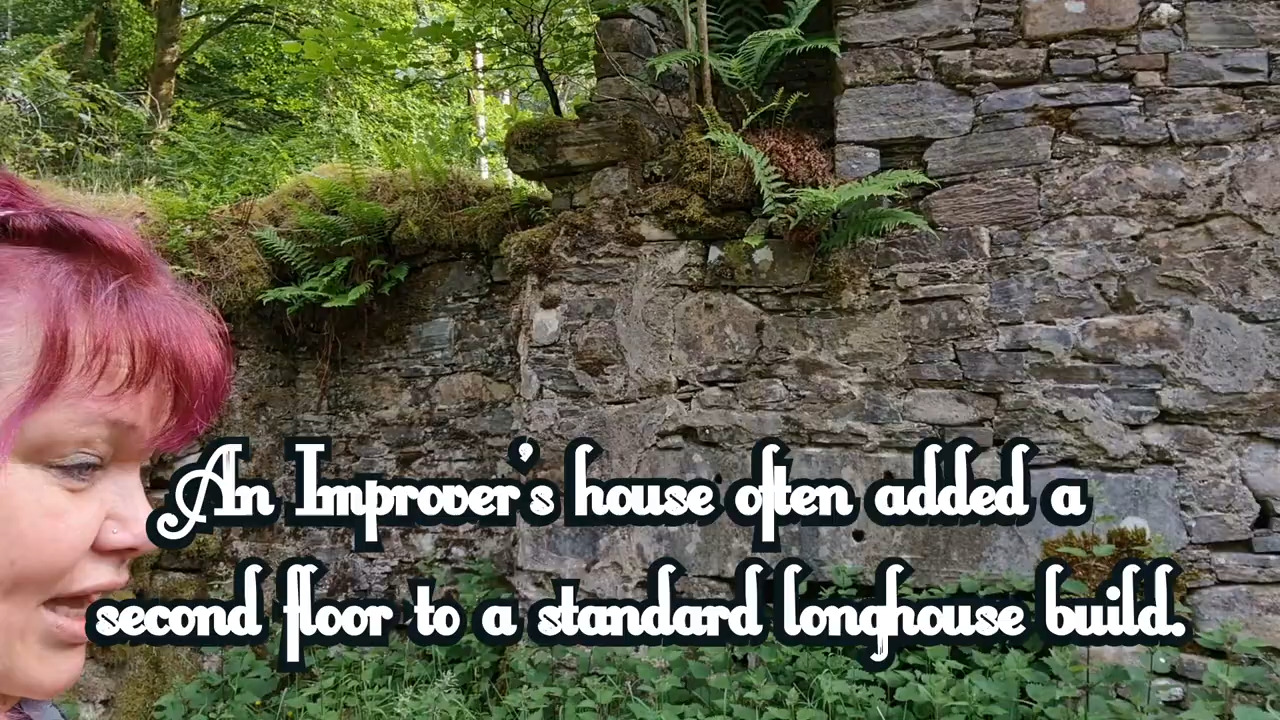 An Improver's house often added a
second floor to a standard longhouse build.